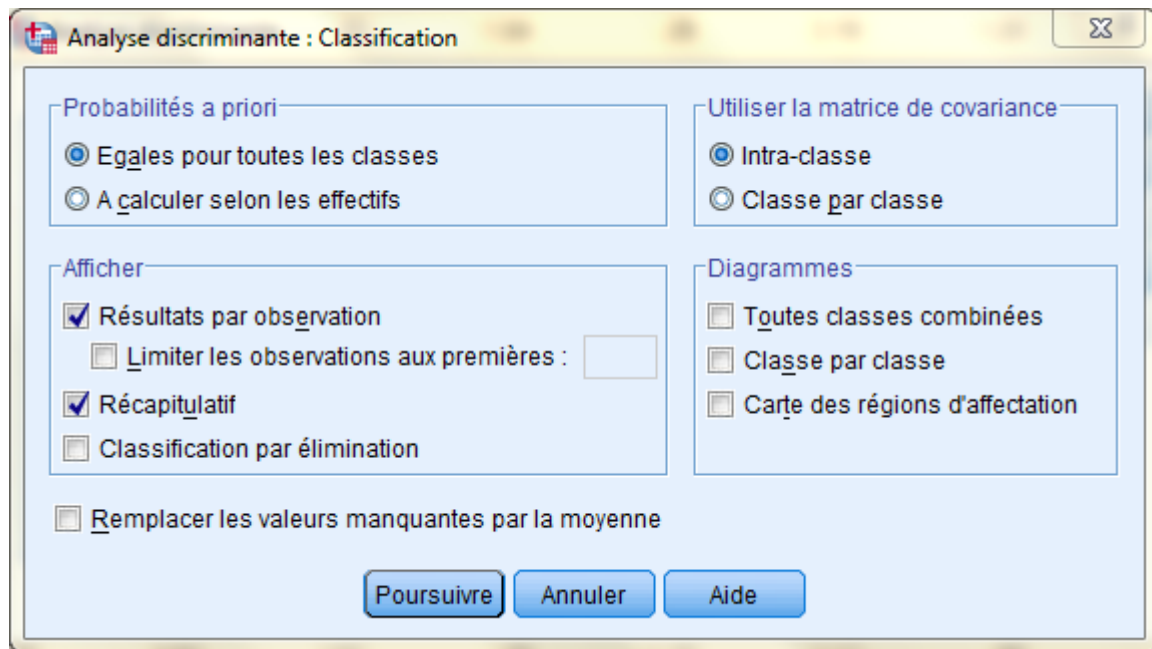 Analyse discriminante : Classification
Probabilités a priori
Egales pour toutes les classes
A calculer selon les effectifs
Utiliser la matrice de covariance
Intra-classe
Classe par classe
Afficher
Résultats par observation
Limiter les observations aux premières :
Récapitulatif
Classification par élimination
Diagrammes
Toutes classes combinées
Classe par classe
Carte des régions d'affectation
Remplacer les valeurs manquantes par la moyenne
Poursuivre
Annuler
Aide